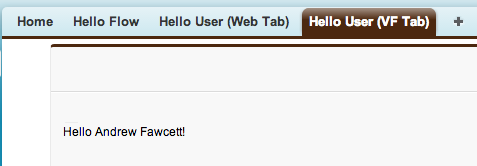 Home Hello Flow Hello User (Web Tab) Hello User (VF Tab) +
Hello Andrew Fawcett!